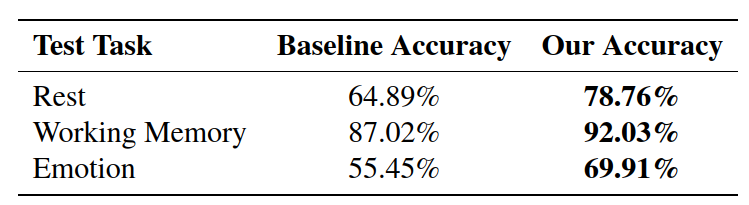 Test Task Baseline Accuracy Our Accuracy
Rest 64.89% 78.76%
Working Memory 87.02% 92.03%
Emotion 55.45% 69.91%